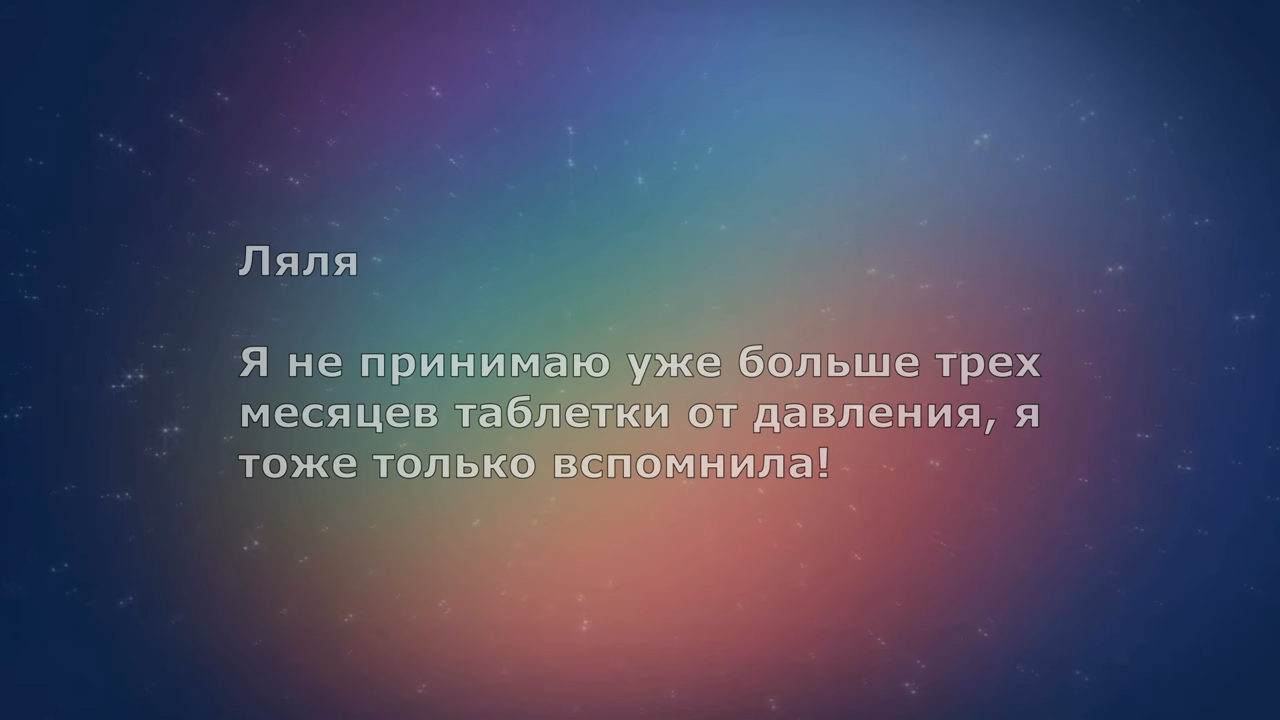 Ляля
Я не принимаю уже больше трех
месяцев таблетки от давления, я
тоже только вспомнила!